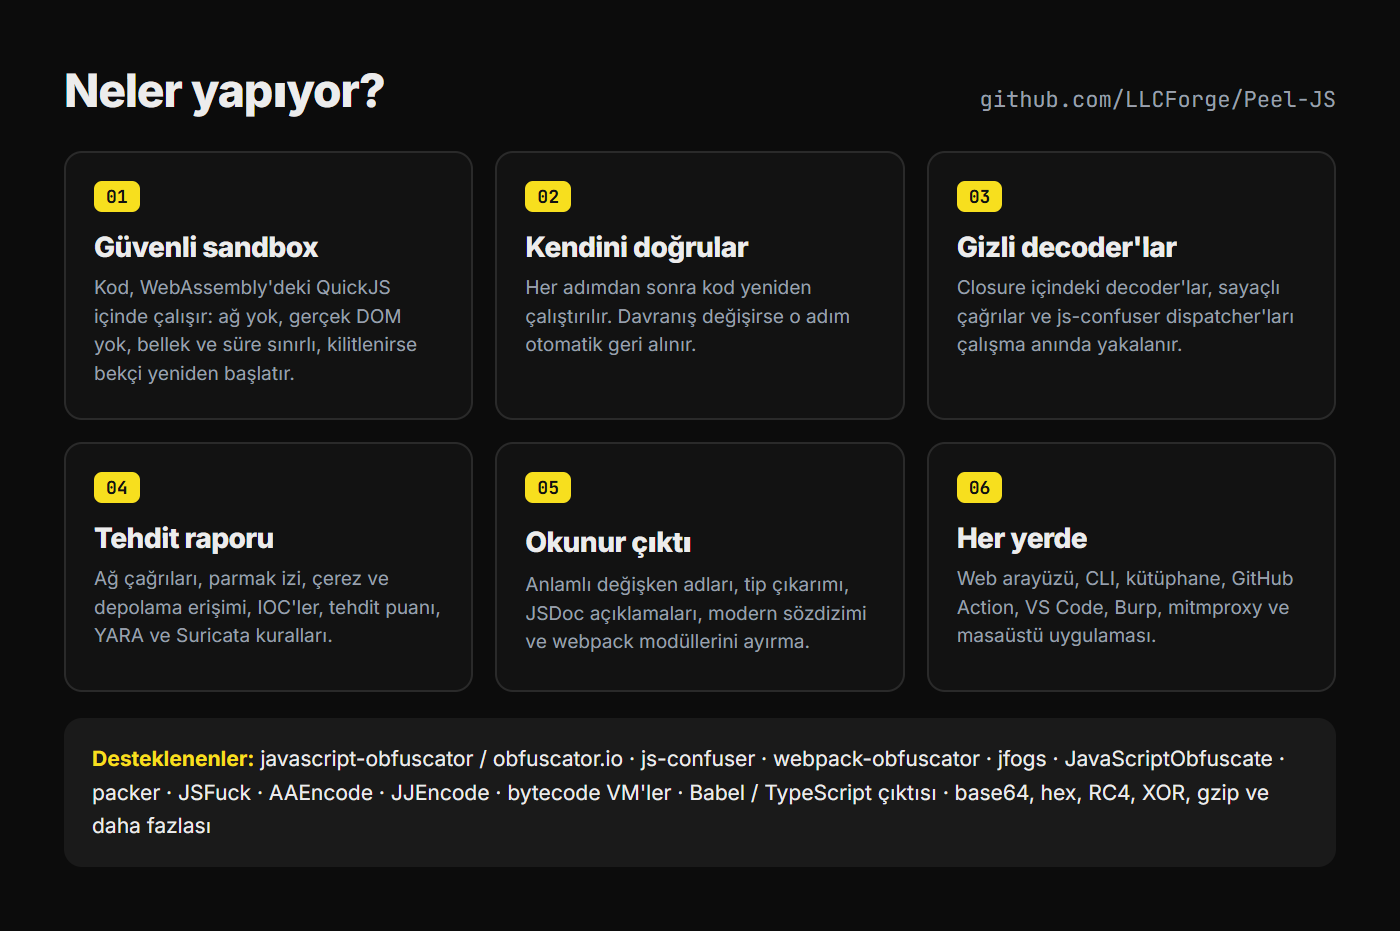 Neler yapıyor?
github.com/LLCForge/Peel-JS
01
Güvenli sandbox
Kod, WebAssembly'deki QuickJS
içinde çalışır: ağ yok, gerçek DOM
yok, bellek ve süre sınırlı, kilitlenirse
bekçi yeniden başlatır.
02
Kendini doğrular
Her adımdan sonra kod yeniden
çalıştırılır. Davranış değişirse o adım
otomatik geri alınır.
03
Gizli decoder'lar
Closure içindeki decoder'lar, sayaçlı
çağrılar ve js-confuser dispatcher'ları
çalışma anında yakalanır.
04
Tehdit raporu
Ağ çağrıları, parmak izi, çerez ve
depolama erişimi, IOC'ler, tehdit puanı,
YARA ve Suricata kuralları.
05
Okunur çıktı
Anlamlı değişken adları, tip çıkarımı,
JSDoc açıklamaları, modern sözdizimi
ve webpack modüllerini ayırma.
06
Her yerde
Web arayüzü, CLI, kütüphane, GitHub
Action, VS Code, Burp, mitmproxy ve
masaüstü uygulaması.
Desteklenenler: javascript-obfuscator / obfuscator.io · js-confuser · webpack-obfuscator · jfogs · JavaScriptObfuscate ·
packer · JSFuck · AAEncode · JJEncode · bytecode VM'ler · Babel / TypeScript çıktısı · base64, hex, RC4, XOR, gzip ve
daha fazlası